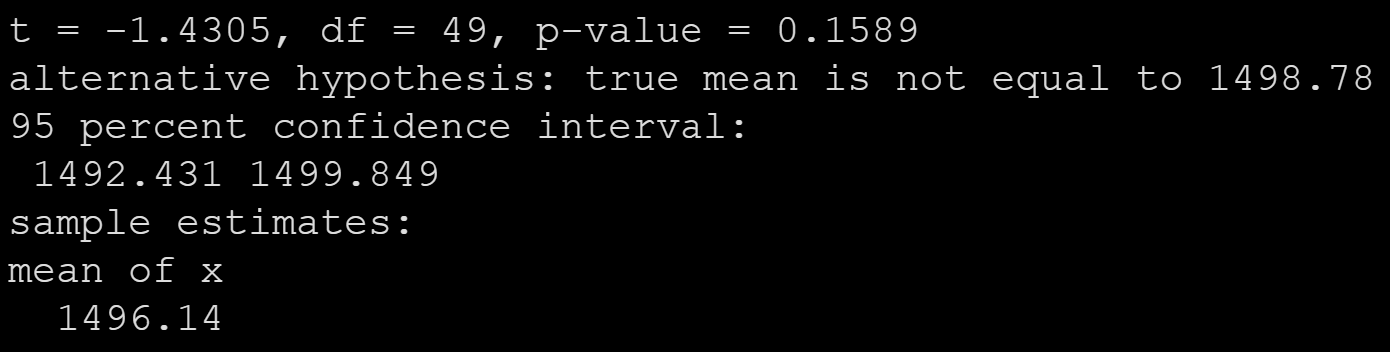 t = -1.4305, df = 49, p-value = 0.1589
alternative hypothesis: true mean is not equal to 1498.78
95 percent confidence interval:
 1492.431 1499.849
sample estimates:
mean of x
  1496.14